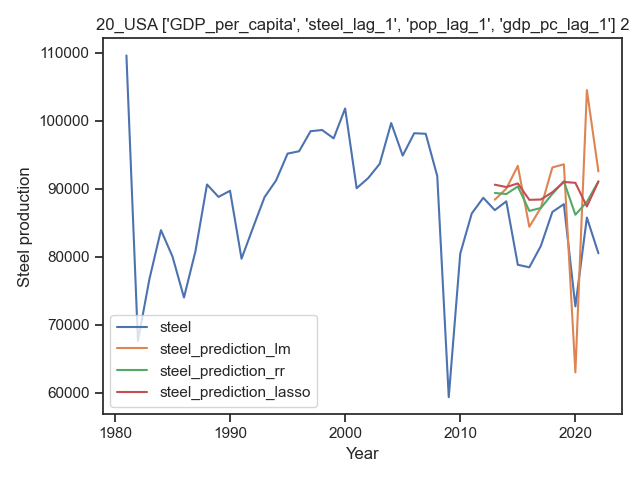 20_USA ['GDP_per_capita', 'steel_lag_1', 'pop_lag_1', 'gdp_pc_lag_1'] 2
110000
100000
90000
80000
70000
60000
Steel production
steel
steel_prediction_lm
steel_prediction_rr
steel_prediction_lasso
1980
1990
2000
2010
2020
Year